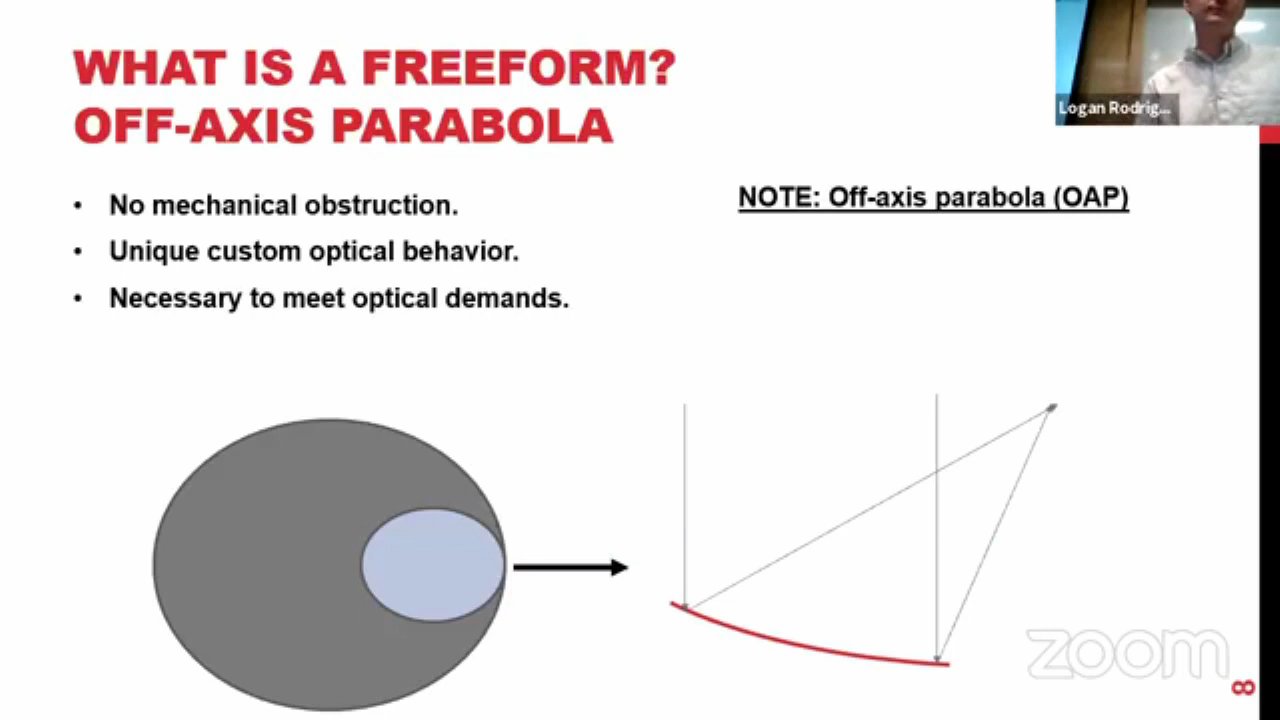 WHAT IS A FREEFORM?
OFF-AXIS PARABOLA
Logan Rodrig...
• No mechanical obstruction.
• Unique custom optical behavior.
• Necessary to meet optical demands.
NOTE: Off-axis parabola (OAP)
zoom
8